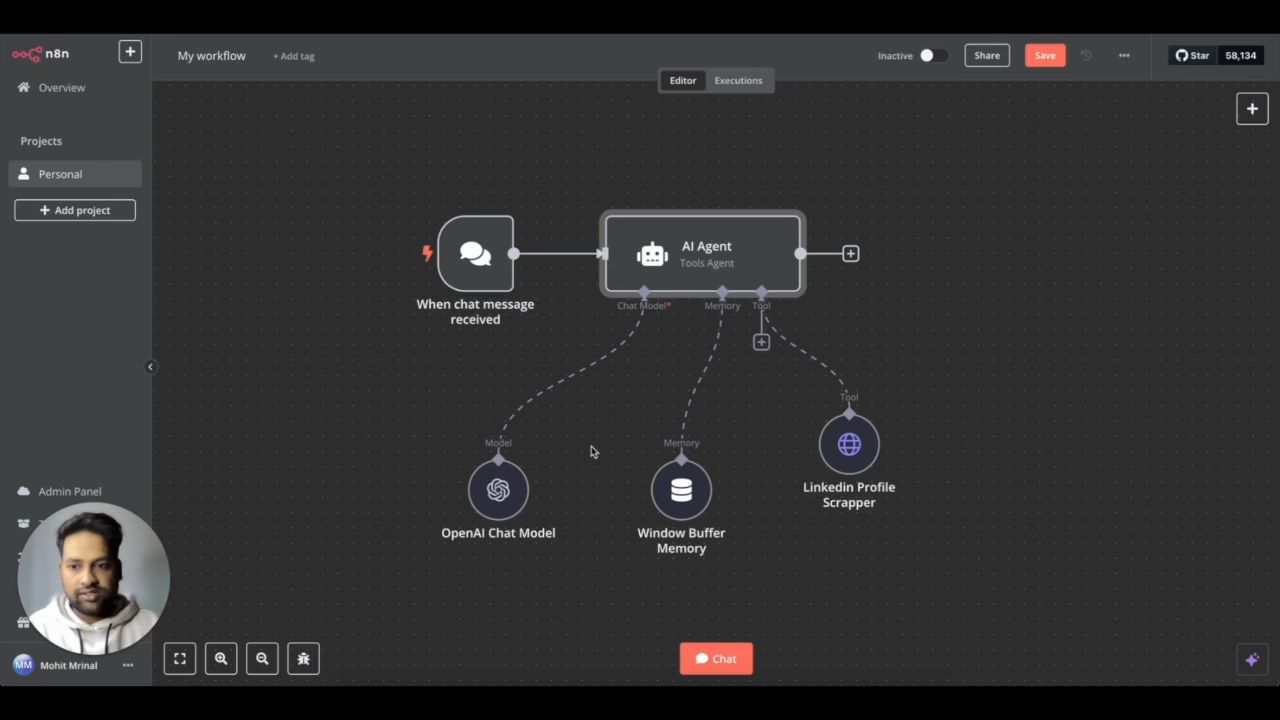 n8n
My workflow
+ Add tag
Inactive
Share
Save
Star
58,134
Editor
Executions
Overview
Projects
Personal
Add project
AI Agent
Tools Agent
When chat message
received
Chat Model*
Memory
Tool
Tool
Model
Memory
Linkedin Profile
Scrapper
OpenAI Chat Model
Window Buffer
Memory
Admin Panel
MM
Mohit Mrinal
Chat